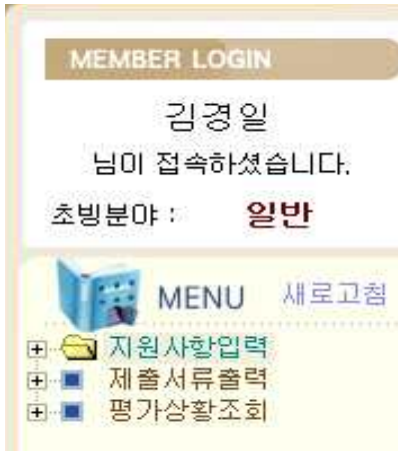 MEMBER LOGIN
김경일
님이 접속하셨습니다.
초빙분야 : 일반
MENU 새로고침
지원사항입력
제출서류출력
평가상황조회